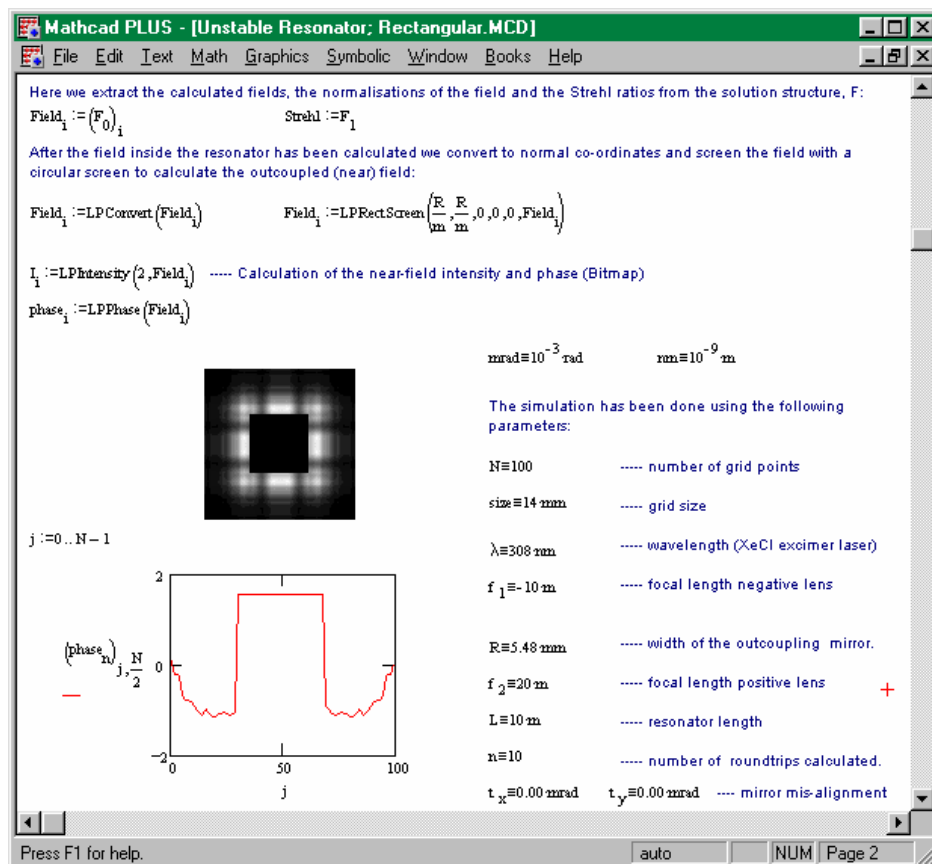 Mathcad PLUS - [Unstable Resonator; Rectangular.MCD]
File Edit Text Math Graphics Symbolic Window Books Help
Here we extract the calculated fields, the normalisations of the field and the Strehl ratios from the solution structure, F:
Field_i := (F_0)_i Strehl := F_1
After the field inside the resonator has been calculated we convert to normal co-ordinates and screen the field with a
circular screen to calculate the outcoupled (near) field:
Field_i := LPConvert(Field_i) Field_i := LPRectScreen(R/m, R/m, 0, 0, 0, Field_i)
I_i := LPIntensity(2, Field_i) ----- Calculation of the near-field intensity and phase (Bitmap)
phase_i := LPPhase(Field_i)
mrad≡10^-3·rad nm≡10^-9·m
The simulation has been done using the following
parameters:
N≡100 ----- number of grid points
size≡14·mm ----- grid size
j := 0..N − 1
λ≡308·nm ----- wavelength (XeCl excimer laser)
f_1≡-10·m ----- focal length negative lens
R≡5.48·mm ----- width of the outcoupling mirror.
f_2≡20·m ----- focal length positive lens
L≡10·m ----- resonator length
n≡10 ----- number of roundtrips calculated.
t_x≡0.00·mrad t_y≡0.00·mrad ---- mirror mis-alignment
2
(phase_n)_j,N/2 0
−2
0 50 100
j
Press F1 for help. auto NUM Page 2